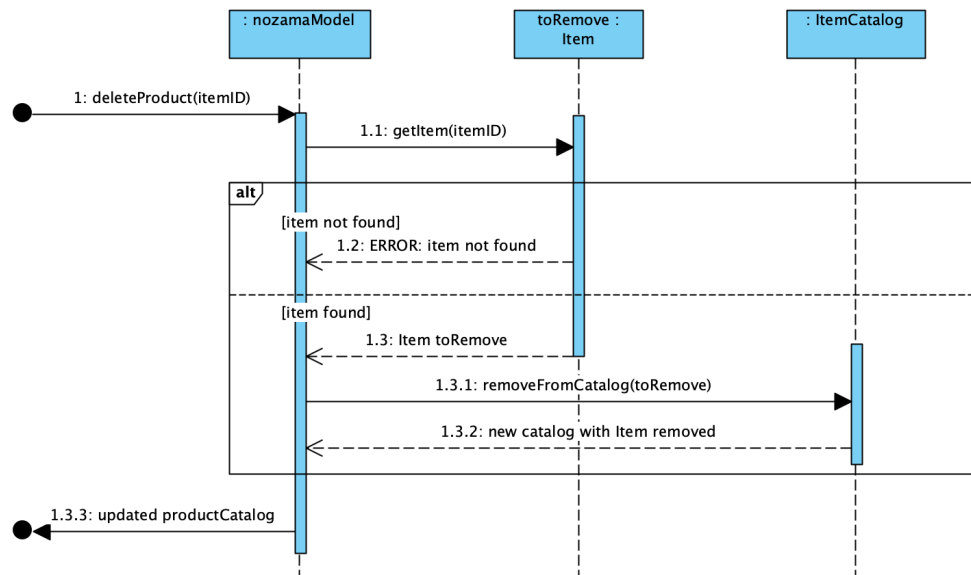 : nozamaModel
toRemove :
Item
: ItemCatalog
1: deleteProduct(itemID)
1.1: getItem(itemID)
alt
[item not found]
1.2: ERROR: item not found
[item found]
1.3: Item toRemove
1.3.1: removeFromCatalog(toRemove)
1.3.2: new catalog with Item removed
1.3.3: updated productCatalog